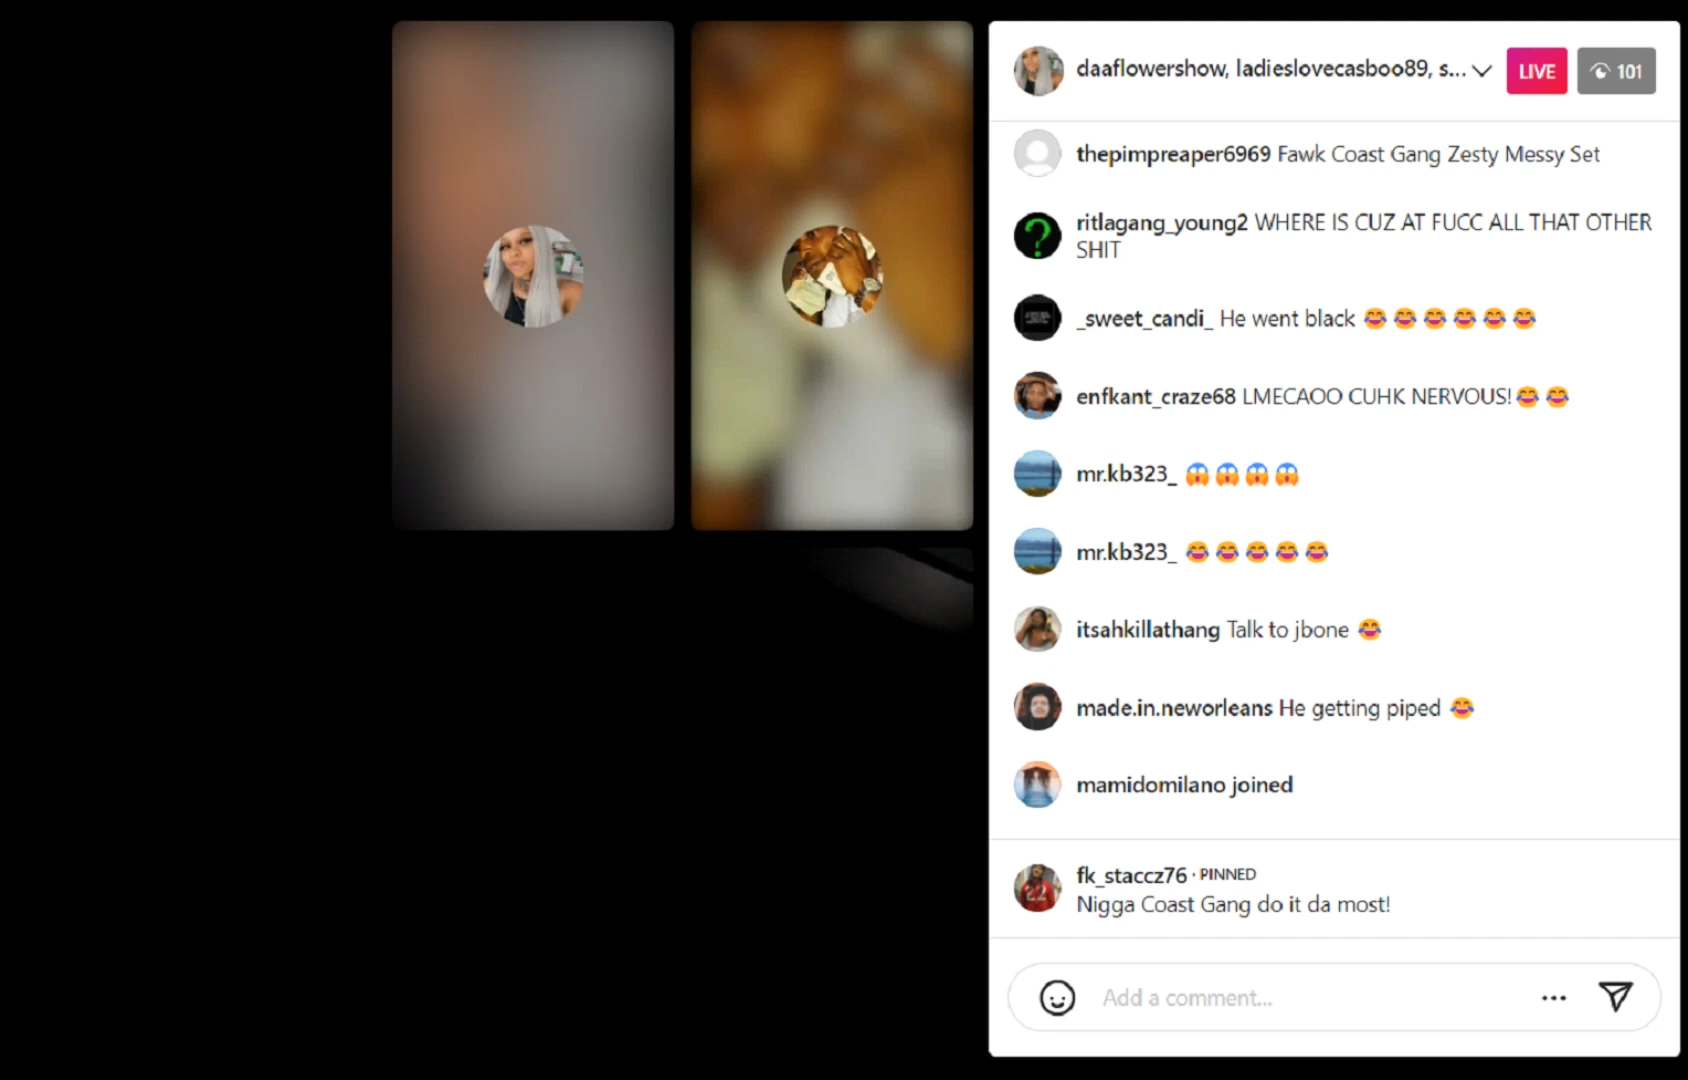 daaflowershow, ladieslovecasboo89, s...
LIVE
101
thepimpreaper6969 Fawk Coast Gang Zesty Messy Set
ritlagang_young2 WHERE IS CUZ AT FUCC ALL THAT OTHER
SHIT
_sweet_candi_ He went black 😂😂😂😂😂😂
enfkant_craze68 LMECAOO CUHK NERVOUS!😂😂
mr.kb323_ 😱😱😱😱
mr.kb323_ 😂😂😂😂😂
itsahkillathang Talk to jbone 😂
made.in.neworleans He getting piped 😂
mamidomilano joined
fk_staccz76 · PINNED
Nigga Coast Gang do it da most!
Add a comment...